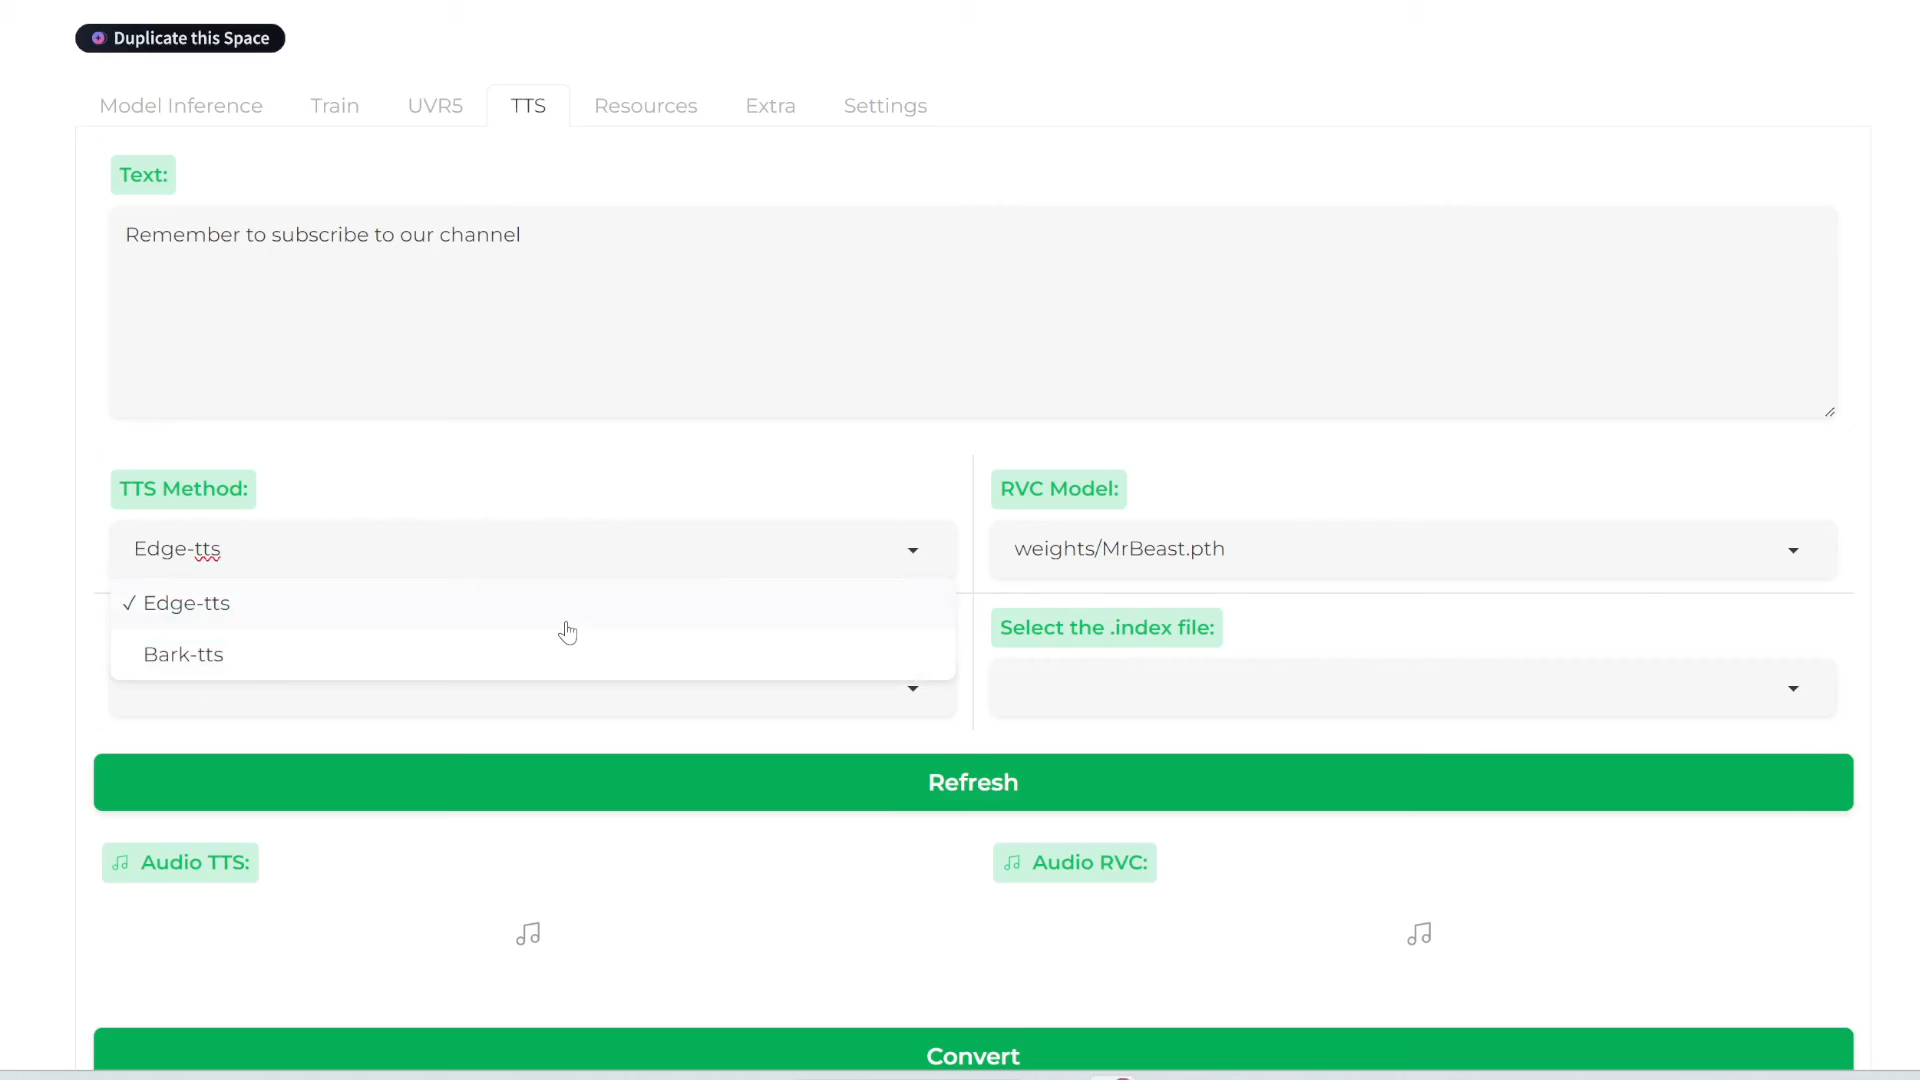 Duplicate this Space
Model Inference Train UVR5 TTS Resources Extra Settings
Text:
Remember to subscribe to our channel
TTS Method:
RVC Model:
Edge-tts
weights/MrBeast.pth
✓ Edge-tts
Bark-tts
Select the .index file:
Refresh
Audio TTS:
Audio RVC:
Convert